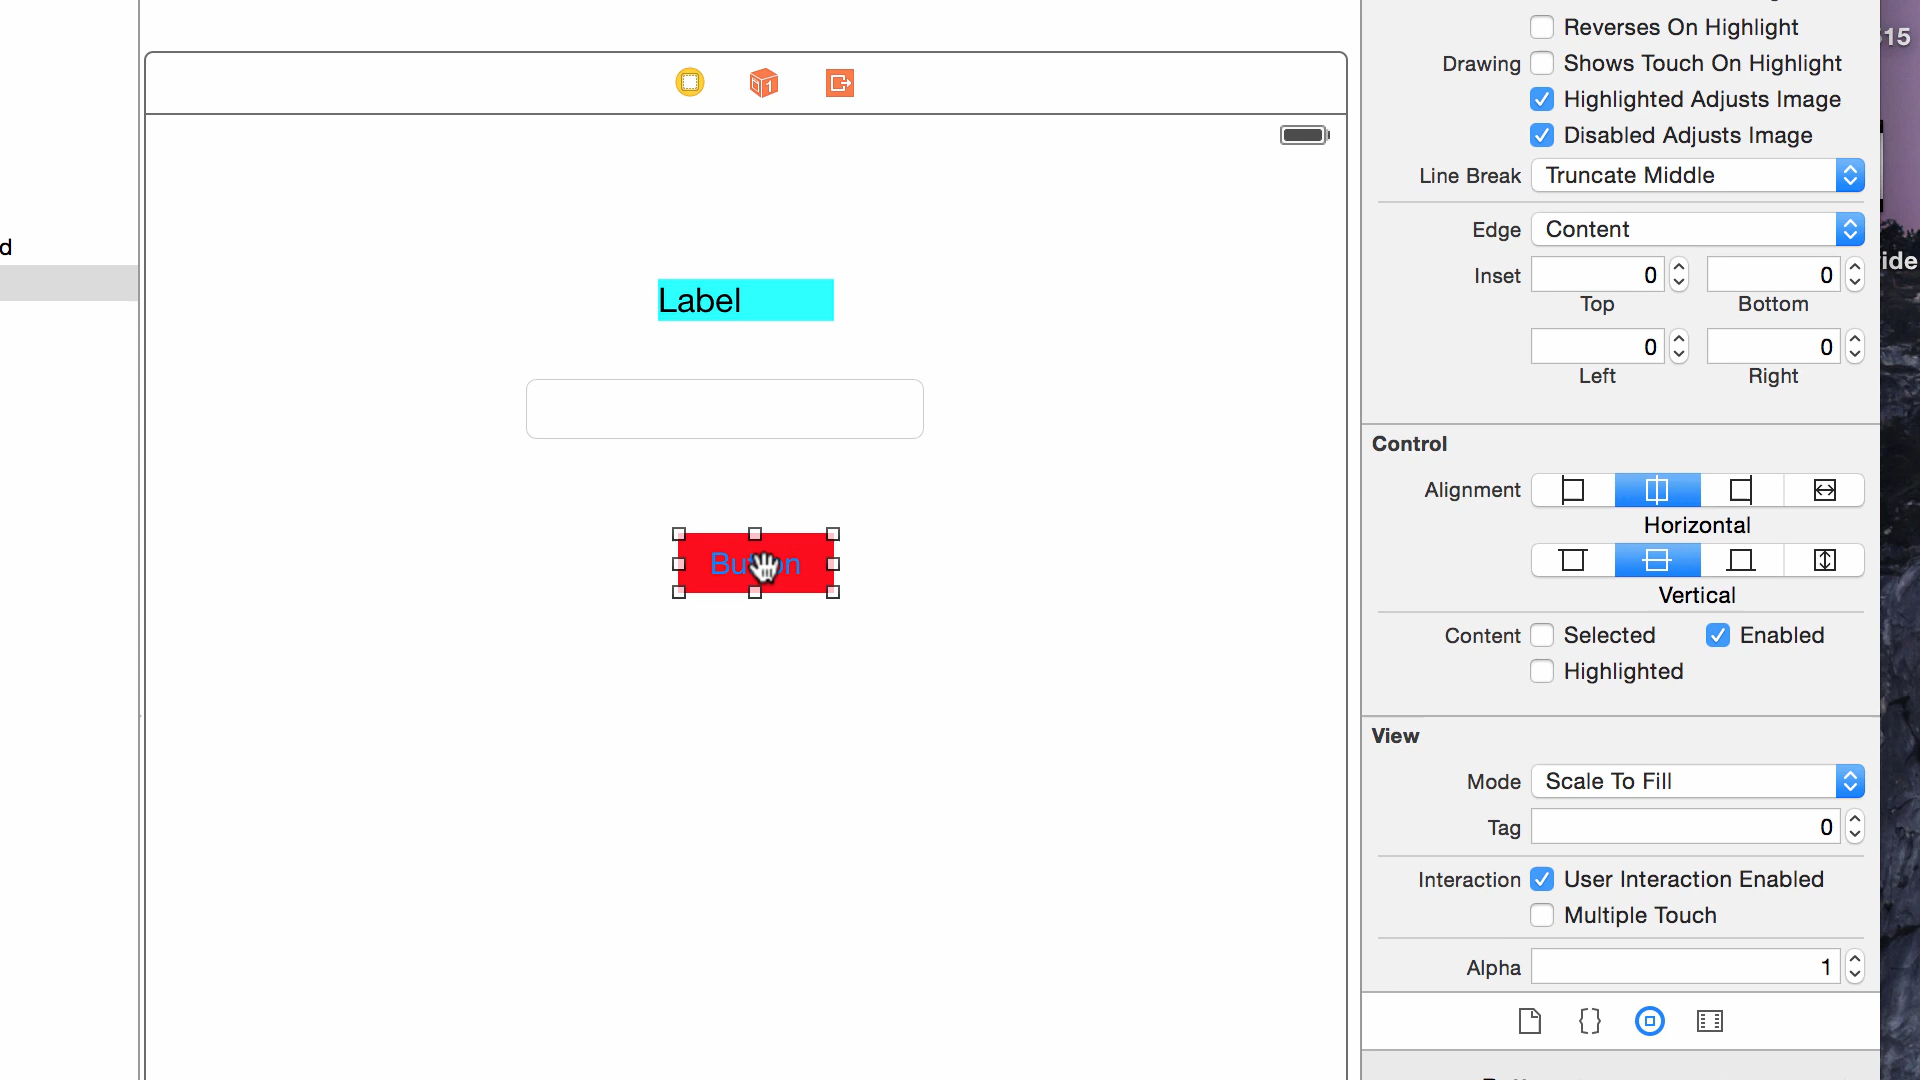 Reverses On Highlight
515
Drawing Shows Touch On Highlight
Highlighted Adjusts Image
Disabled Adjusts Image
Line Break Truncate Middle
Edge Content
d
ide
Inset 0 0
Top Bottom
Label
0 0
Left Right
Control
Alignment
Horizontal
Button
Vertical
Content Selected Enabled
Highlighted
View
Mode Scale To Fill
Tag 0
Interaction User Interaction Enabled
Multiple Touch
Alpha 1